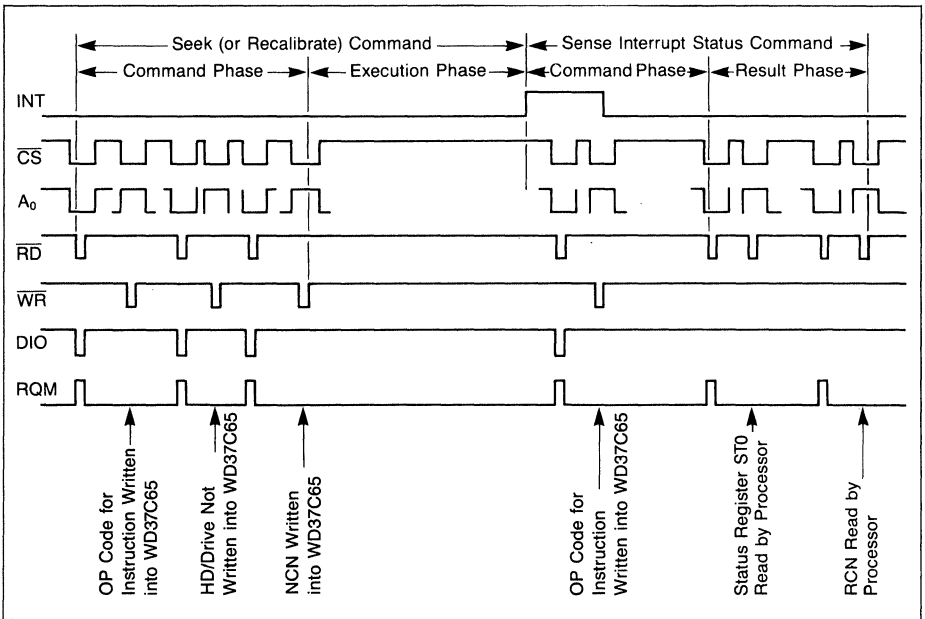 Seek (or Recalibrate) Command
Sense Interrupt Status Command
Command Phase
Execution Phase
Command Phase
Result Phase
INT
CS
A₀
RD
WR
DIO
RQM
OP Code for
Instruction Written
into WD37C65
HD/Drive Not
Written into WD37C65
NCN Written
into WD37C65
OP Code for
Instruction
Written into WD37C65
Status Register ST0
Read by Processor
RCN Read by
Processor